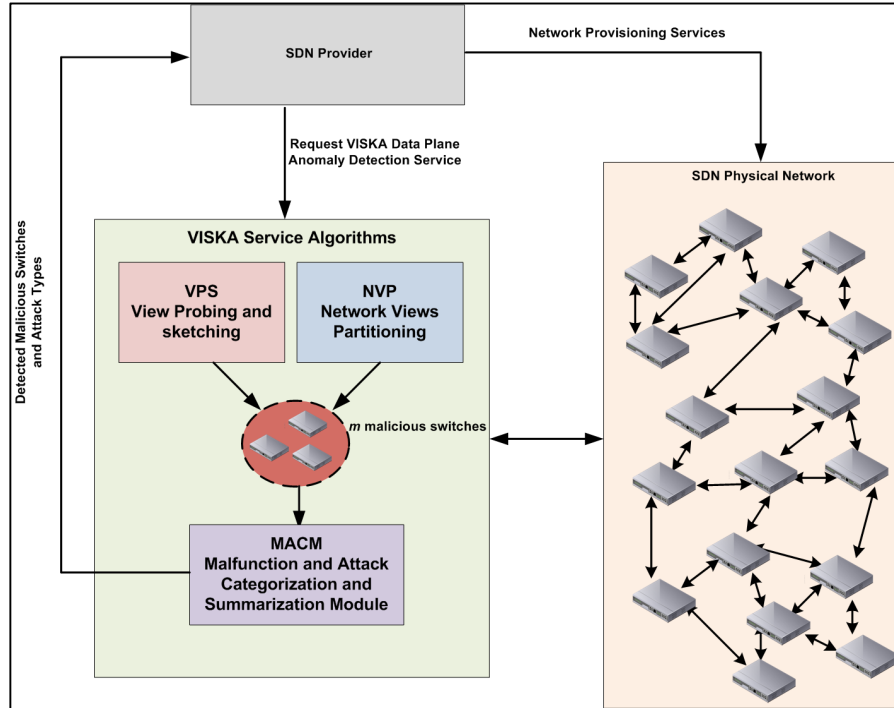 Network Provisioning Services
SDN Provider
Request VISKA Data Plane
Anomaly Detection Service
SDN Physical Network
Detected Malicious Switches
and Attack Types
VISKA Service Algorithms
VPS
View Probing and
sketching
NVP
Network Views
Partitioning
m malicious switches
MACM
Malfunction and Attack
Categorization and
Summarization Module